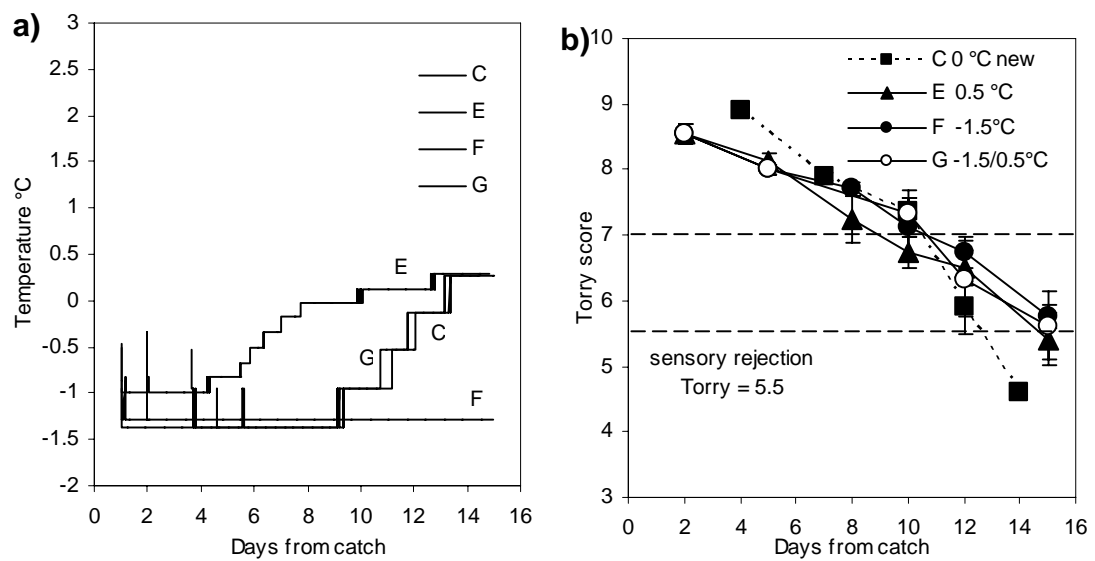 a)
3
2.5
2
1.5
1
0.5
0
-0.5
-1
-1.5
-2
Temperature °C
C
E
F
G
E
C
G
F
0 2 4 6 8 10 12 14 16
Days from catch
b)
10
9
8
7
6
5
4
3
Torry score
C 0 °C new
E 0.5 °C
F -1.5°C
G -1.5/0.5°C
sensory rejection
Torry = 5.5
0 2 4 6 8 10 12 14 16
Days from catch